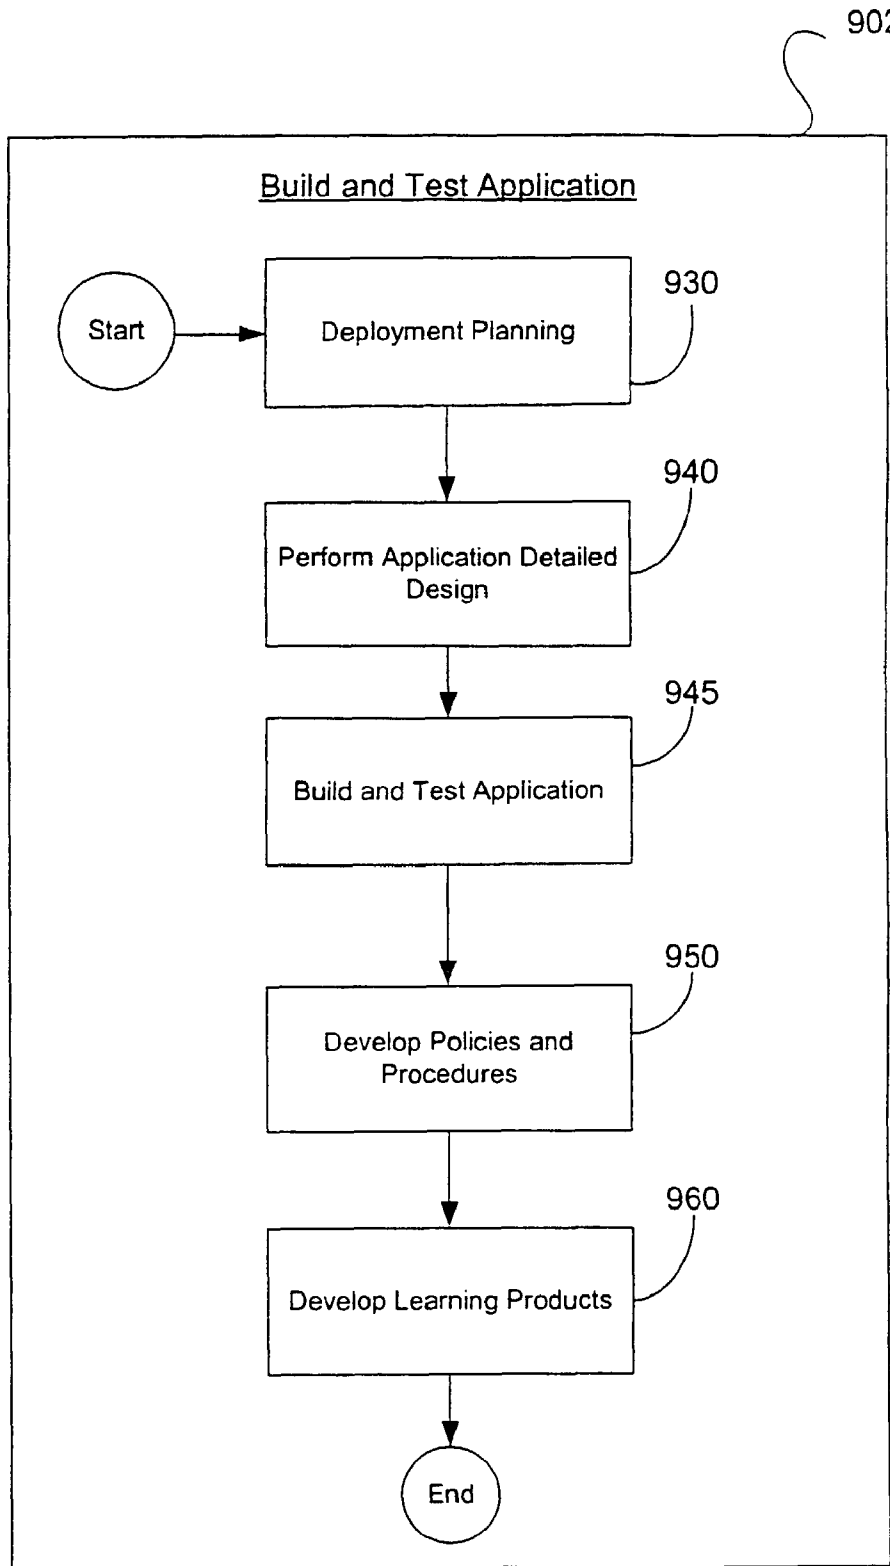 902
Build and Test Application
930
Start
Deployment Planning
940
Perform Application Detailed
Design
945
Build and Test Application
950
Develop Policies and
Procedures
960
Develop Learning Products
End